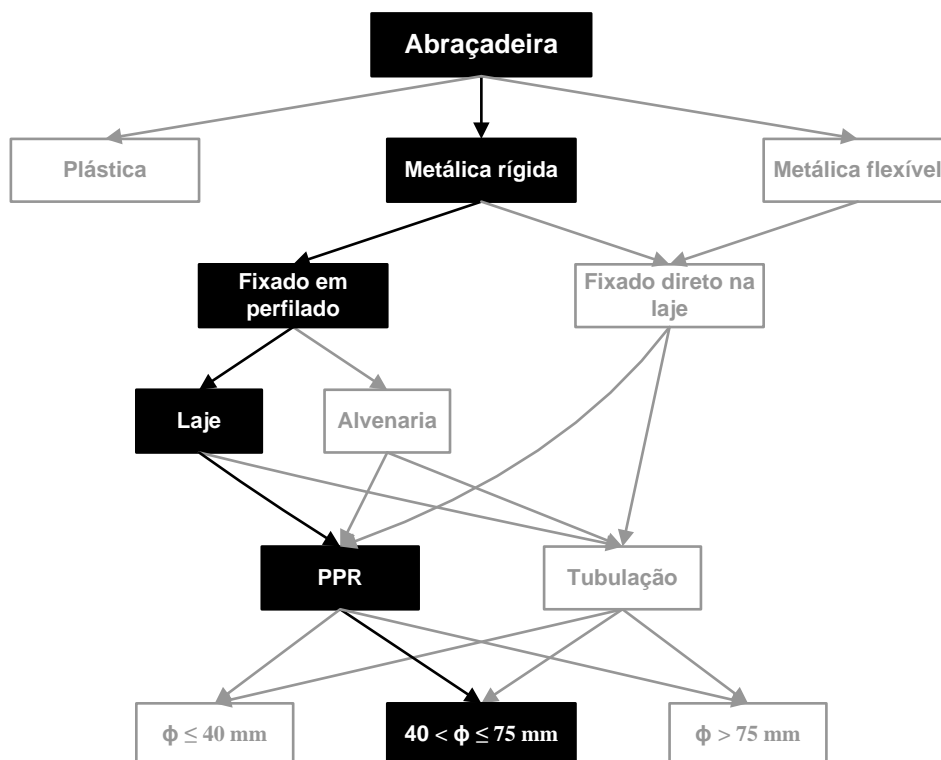 Abraçadeira
Plástica
Metálica rígida
Metálica flexível
Fixado em
perfilado
Fixado direto na
laje
Laje
Alvenaria
PPR
Tubulação
ϕ ≤ 40 mm
40 < ϕ ≤ 75 mm
ϕ > 75 mm